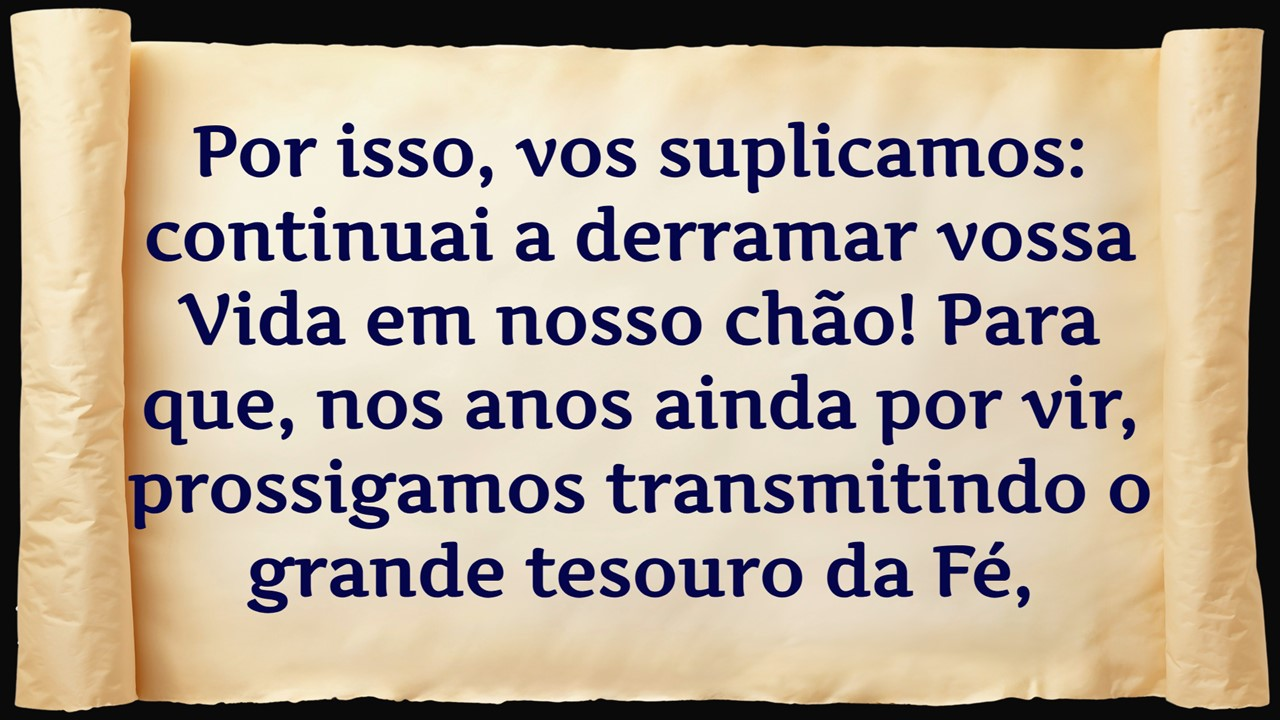 Por isso, vos suplicamos:
continuai a derramar vossa
Vida em nosso chão! Para
que, nos anos ainda por vir,
prossigamos transmitindo o
grande tesouro da Fé,